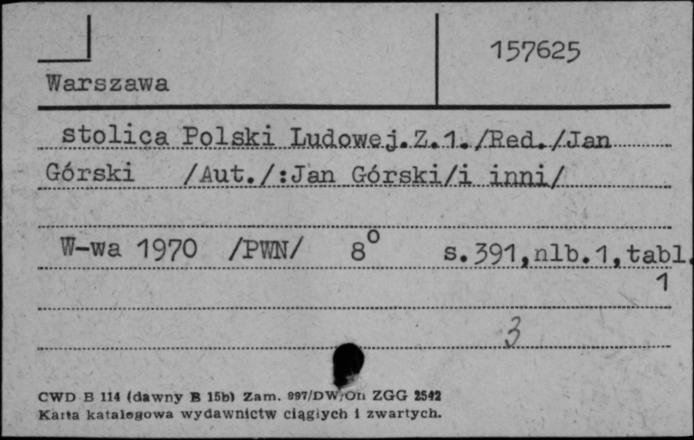 157625
Warszawa
stolica Polski Ludowej.Z.1./Red./Jan
Górski /Aut./:Jan Górski/i inni/
W-wa 1970 /PWN/ 8° s.391,nlb.1,tabl.
1
3
CWD B 114 (dawny B 15b) Zam. 997/DW/On ZGG 2542
Karta katalogowa wydawnictw ciągłych i zwartych.